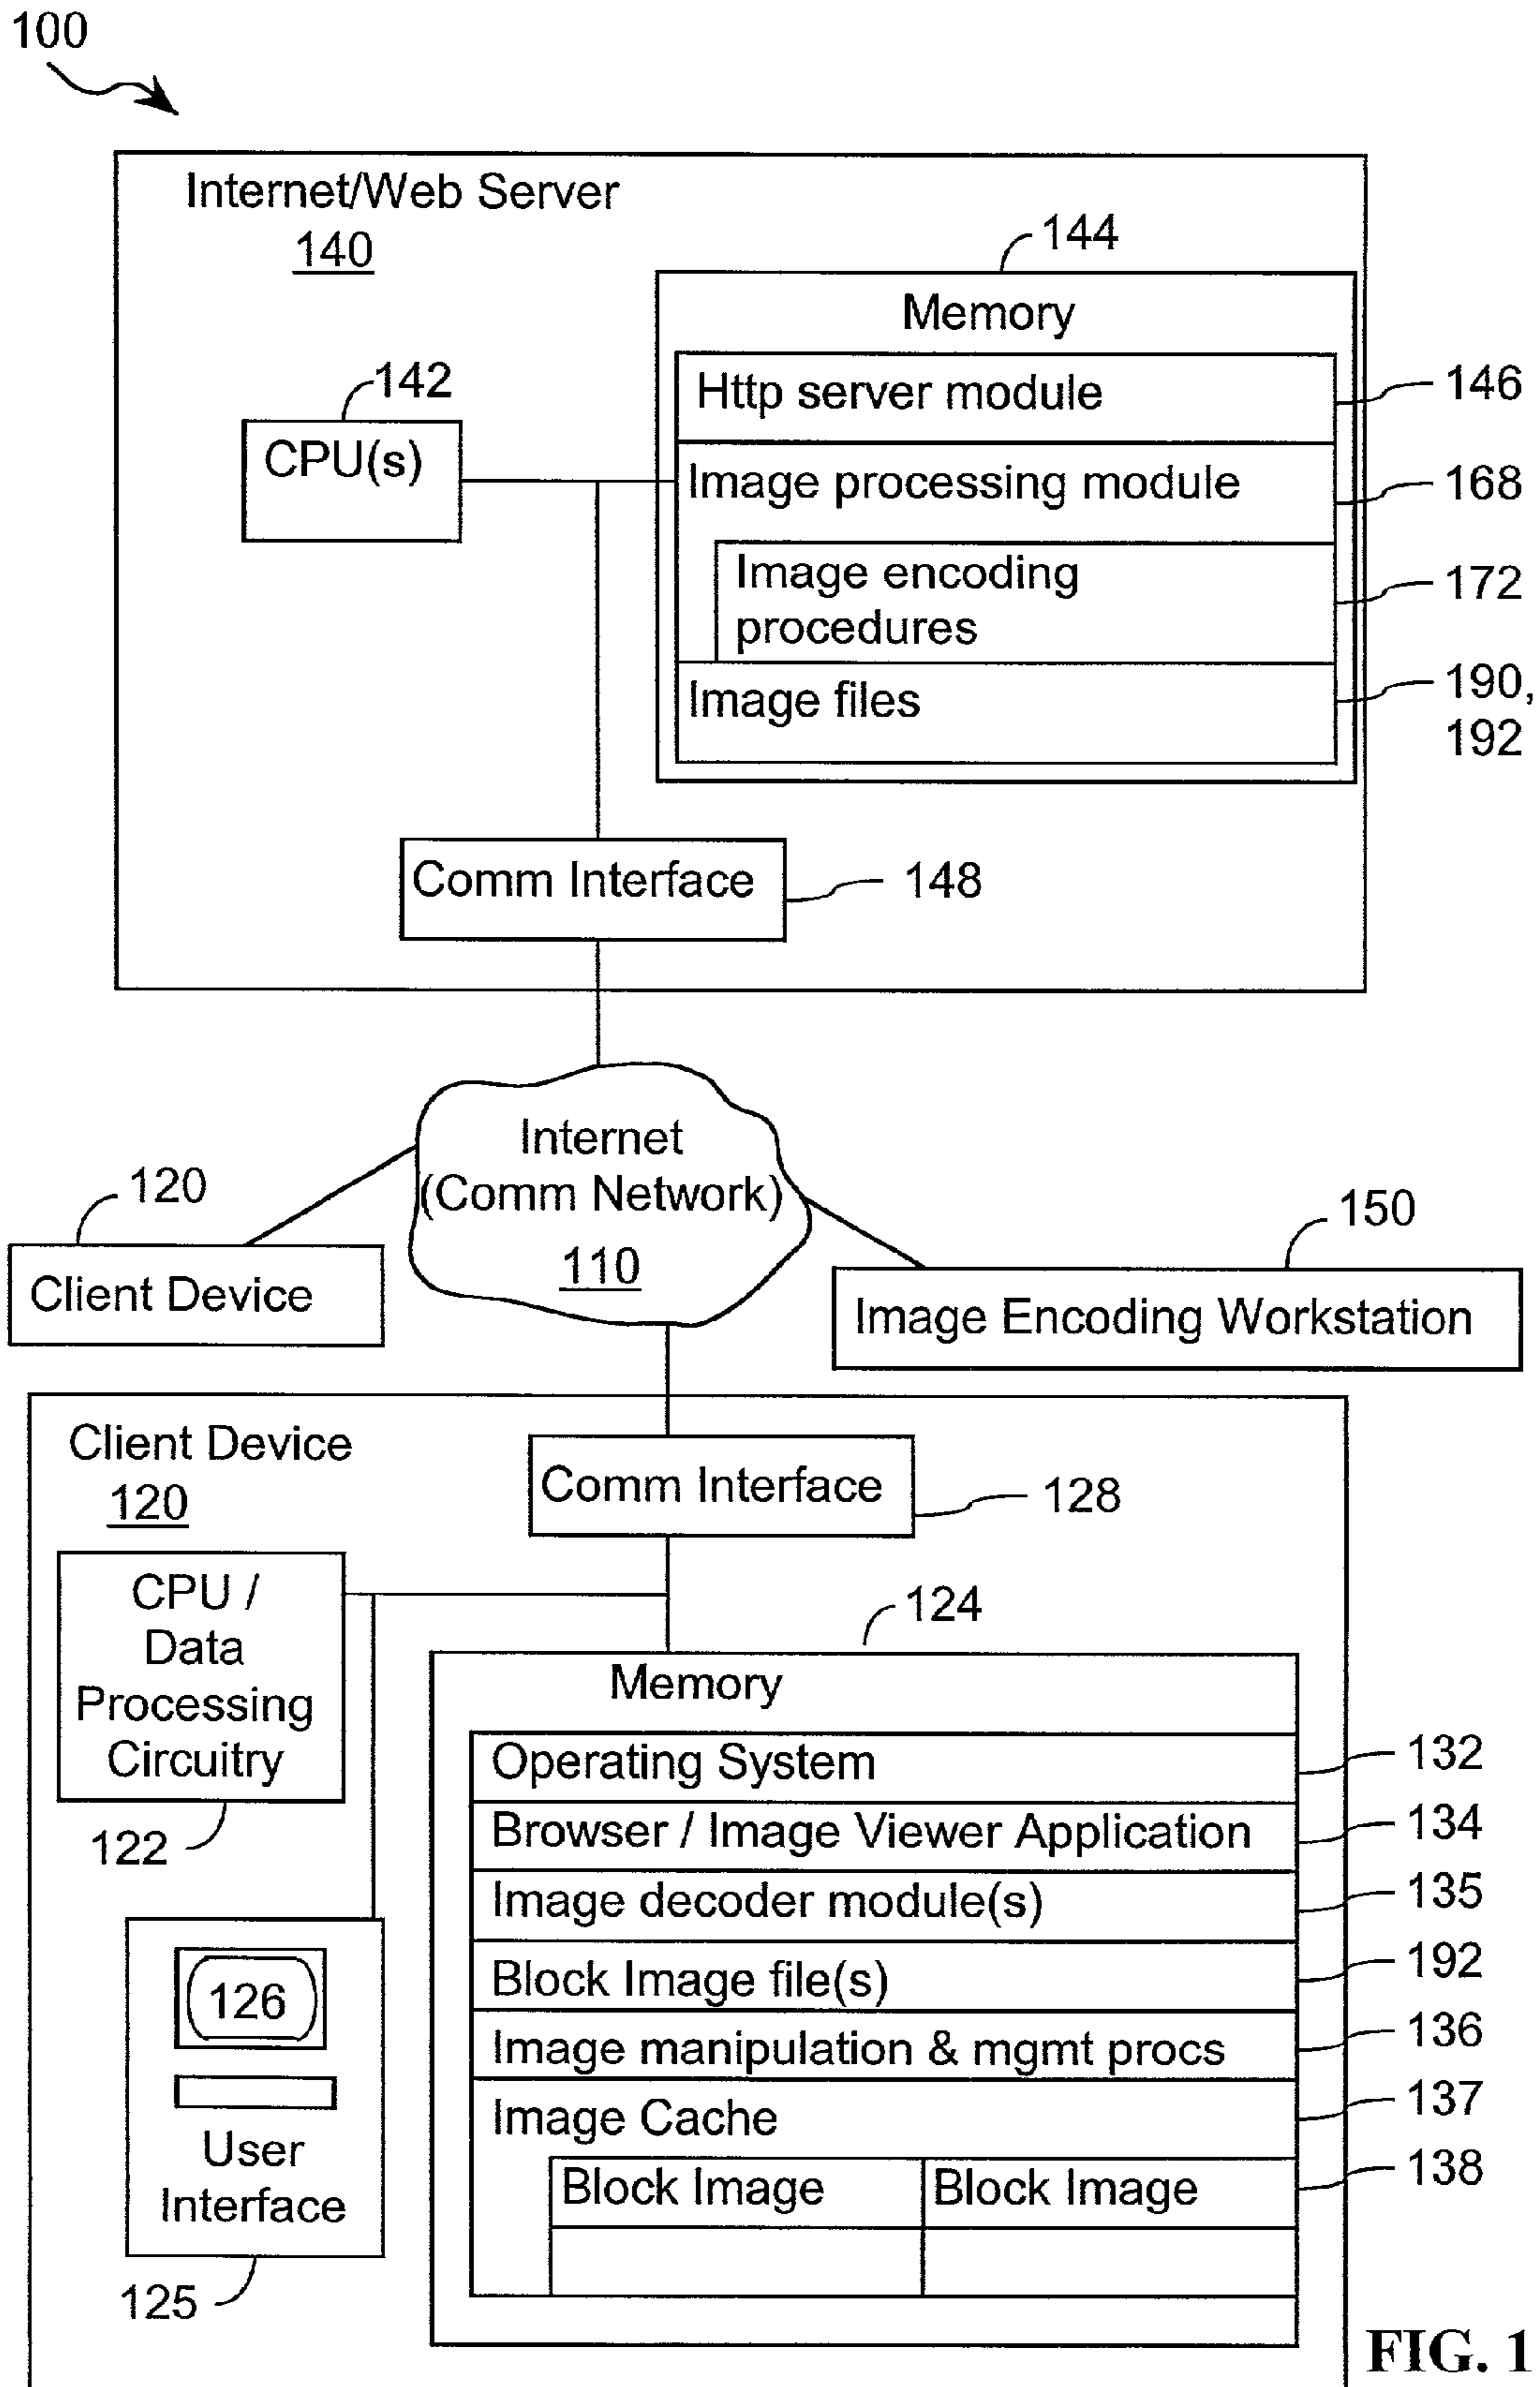 100
Internet/Web Server
140
144
Memory
142
CPU(s)
Http server module
146
Image processing module
168
Image encoding
procedures
172
Image files
190,
192
Comm Interface
148
Internet
(Comm Network)
110
120
Client Device
150
Image Encoding Workstation
Client Device
120
Comm Interface
128
CPU /
Data
Processing
Circuitry
122
124
Memory
Operating System
132
Browser / Image Viewer Application
134
Image decoder module(s)
135
Block Image file(s)
192
Image manipulation & mgmt procs
136
Image Cache
137
Block Image
Block Image
138
126
User
Interface
125
FIG. 1